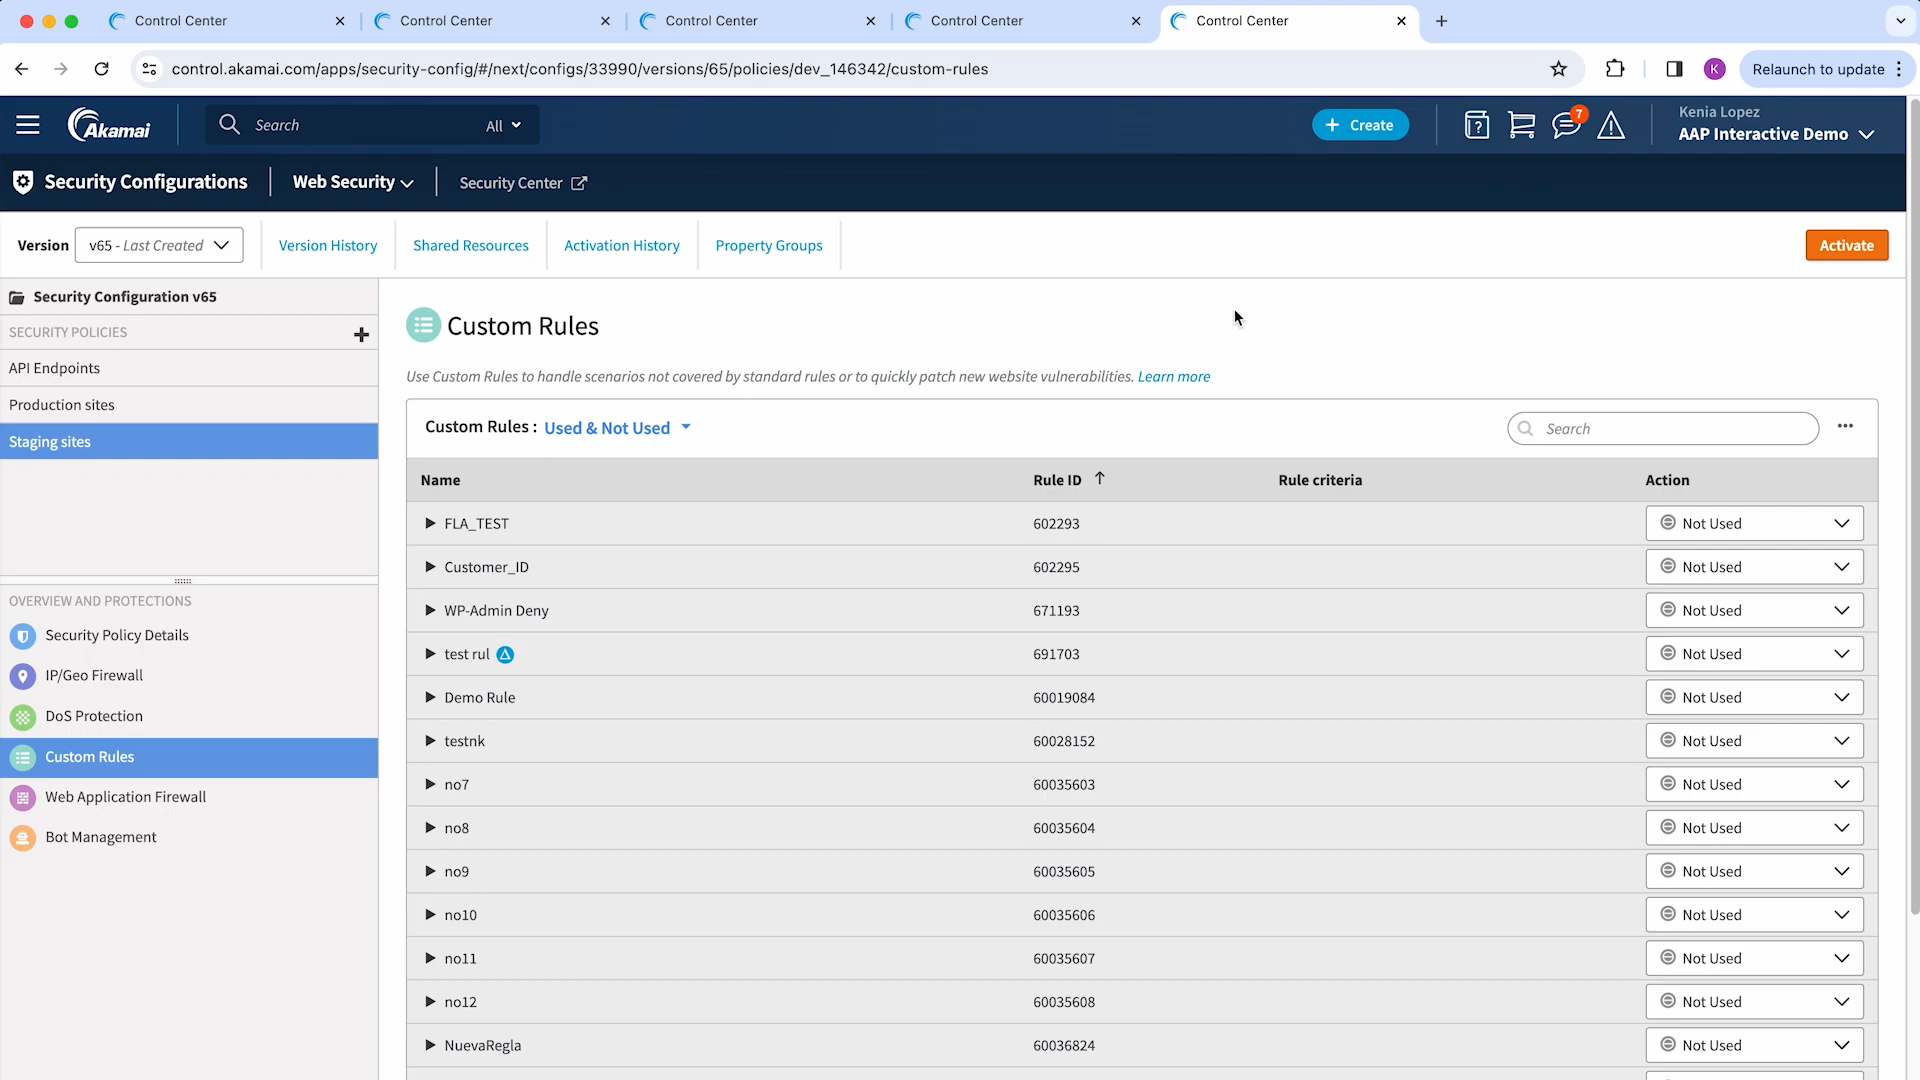 Control Center
Control Center
Control Center
Control Center
Control Center
control.akamai.com/apps/security-config/#/next/configs/33990/versions/65/policies/dev_146342/custom-rules
K
Relaunch to update
Akamai
Search
All
+ Create
?
7
Kenia Lopez
AAP Interactive Demo
Security Configurations
Web Security
Security Center
Version
v65 - Last Created
Version History
Shared Resources
Activation History
Property Groups
Activate
Security Configuration v65
SECURITY POLICIES
API Endpoints
Production sites
Staging sites
OVERVIEW AND PROTECTIONS
Security Policy Details
IP/Geo Firewall
DoS Protection
Custom Rules
Web Application Firewall
Bot Management
Custom Rules
Use Custom Rules to handle scenarios not covered by standard rules or to quickly patch new website vulnerabilities. Learn more
Custom Rules : Used & Not Used
Search
Name Rule ID Rule criteria Action
FLA_TEST 602293 Not Used
Customer_ID 602295 Not Used
WP-Admin Deny 671193 Not Used
test rul 691703 Not Used
Demo Rule 60019084 Not Used
testnk 60028152 Not Used
no7 60035603 Not Used
no8 60035604 Not Used
no9 60035605 Not Used
no10 60035606 Not Used
no11 60035607 Not Used
no12 60035608 Not Used
NuevaRegla 60036824 Not Used